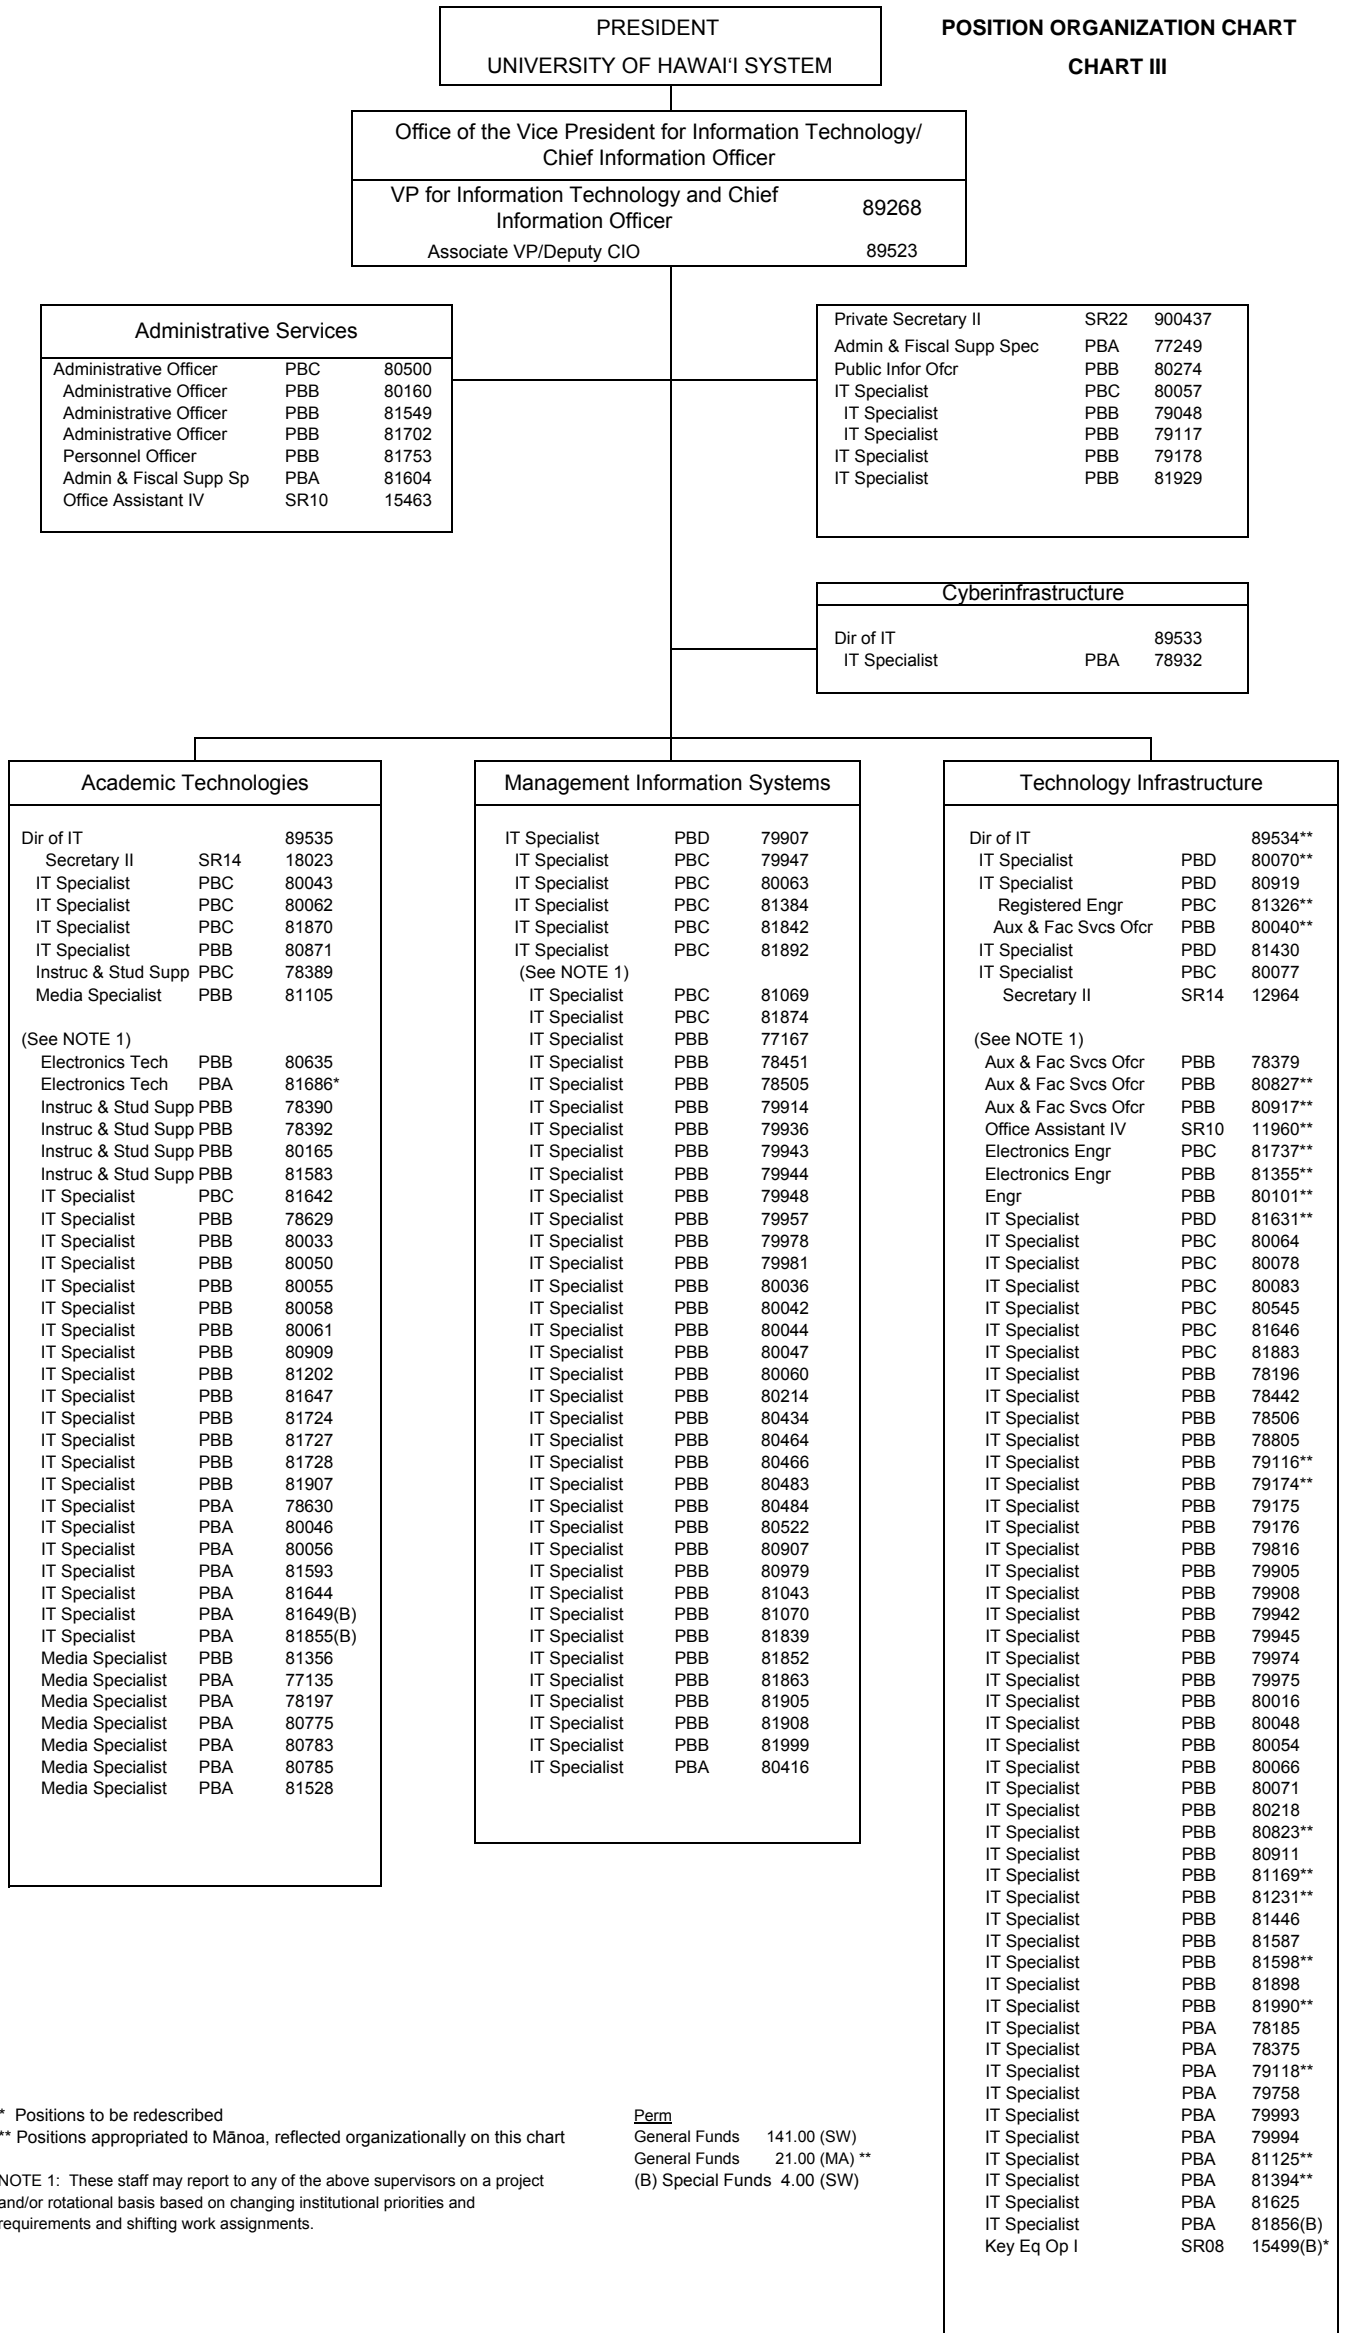 PRESIDENT
UNIVERSITY OF HAWAI'I SYSTEM
POSITION ORGANIZATION CHART
CHART III
Office of the Vice President for Information Technology/
Chief Information Officer
VP for Information Technology and Chief
Information Officer 89268
Associate VP/Deputy CIO 89523
Administrative Services
Administrative Officer PBC 80500
Administrative Officer PBB 80160
Administrative Officer PBB 81549
Administrative Officer PBB 81702
Personnel Officer PBB 81753
Admin & Fiscal Supp Sp PBA 81604
Office Assistant IV SR10 15463
Private Secretary II SR22 900437
Admin & Fiscal Supp Spec PBA 77249
Public Infor Ofcr PBB 80274
IT Specialist PBC 80057
IT Specialist PBB 79048
IT Specialist PBB 79117
IT Specialist PBB 79178
IT Specialist PBB 81929
Cyberinfrastructure
Dir of IT 89533
IT Specialist PBA 78932
Academic Technologies
Dir of IT 89535
Secretary II SR14 18023
IT Specialist PBC 80043
IT Specialist PBC 80062
IT Specialist PBC 81870
IT Specialist PBB 80871
Instruc & Stud Supp PBC 78389
Media Specialist PBB 81105
(See NOTE 1)
Electronics Tech PBB 80635
Electronics Tech PBA 81686*
Instruc & Stud Supp PBB 78390
Instruc & Stud Supp PBB 78392
Instruc & Stud Supp PBB 80165
Instruc & Stud Supp PBB 81583
IT Specialist PBC 81642
IT Specialist PBB 78629
IT Specialist PBB 80033
IT Specialist PBB 80050
IT Specialist PBB 80055
IT Specialist PBB 80058
IT Specialist PBB 80061
IT Specialist PBB 80909
IT Specialist PBB 81202
IT Specialist PBB 81647
IT Specialist PBB 81724
IT Specialist PBB 81727
IT Specialist PBB 81728
IT Specialist PBB 81907
IT Specialist PBA 78630
IT Specialist PBA 80046
IT Specialist PBA 80056
IT Specialist PBA 81593
IT Specialist PBA 81644
IT Specialist PBA 81649(B)
IT Specialist PBA 81855(B)
Media Specialist PBB 81356
Media Specialist PBA 77135
Media Specialist PBA 78197
Media Specialist PBA 80775
Media Specialist PBA 80783
Media Specialist PBA 80785
Media Specialist PBA 81528
Management Information Systems
IT Specialist PBD 79907
IT Specialist PBC 79947
IT Specialist PBC 80063
IT Specialist PBC 81384
IT Specialist PBC 81842
IT Specialist PBC 81892
(See NOTE 1)
IT Specialist PBC 81069
IT Specialist PBC 81874
IT Specialist PBB 77167
IT Specialist PBB 78451
IT Specialist PBB 78505
IT Specialist PBB 79914
IT Specialist PBB 79936
IT Specialist PBB 79943
IT Specialist PBB 79944
IT Specialist PBB 79948
IT Specialist PBB 79957
IT Specialist PBB 79978
IT Specialist PBB 79981
IT Specialist PBB 80036
IT Specialist PBB 80042
IT Specialist PBB 80044
IT Specialist PBB 80047
IT Specialist PBB 80060
IT Specialist PBB 80214
IT Specialist PBB 80434
IT Specialist PBB 80464
IT Specialist PBB 80466
IT Specialist PBB 80483
IT Specialist PBB 80484
IT Specialist PBB 80522
IT Specialist PBB 80907
IT Specialist PBB 80979
IT Specialist PBB 81043
IT Specialist PBB 81070
IT Specialist PBB 81839
IT Specialist PBB 81852
IT Specialist PBB 81863
IT Specialist PBB 81905
IT Specialist PBB 81908
IT Specialist PBB 81999
IT Specialist PBA 80416
Technology Infrastructure
Dir of IT 89534**
IT Specialist PBD 80070**
IT Specialist PBD 80919
Registered Engr PBC 81326**
Aux & Fac Svcs Ofcr PBB 80040**
IT Specialist PBD 81430
IT Specialist PBC 80077
Secretary II SR14 12964
(See NOTE 1)
Aux & Fac Svcs Ofcr PBB 78379
Aux & Fac Svcs Ofcr PBB 80827**
Aux & Fac Svcs Ofcr PBB 80917**
Office Assistant IV SR10 11960**
Electronics Engr PBC 81737**
Electronics Engr PBB 81355**
Engr PBB 80101**
IT Specialist PBD 81631**
IT Specialist PBC 80064
IT Specialist PBC 80078
IT Specialist PBC 80083
IT Specialist PBC 80545
IT Specialist PBC 81646
IT Specialist PBC 81883
IT Specialist PBB 78196
IT Specialist PBB 78442
IT Specialist PBB 78506
IT Specialist PBB 78805
IT Specialist PBB 79116**
IT Specialist PBB 79174**
IT Specialist PBB 79175
IT Specialist PBB 79176
IT Specialist PBB 79816
IT Specialist PBB 79905
IT Specialist PBB 79908
IT Specialist PBB 79942
IT Specialist PBB 79945
IT Specialist PBB 79974
IT Specialist PBB 79975
IT Specialist PBB 80016
IT Specialist PBB 80048
IT Specialist PBB 80054
IT Specialist PBB 80066
IT Specialist PBB 80071
IT Specialist PBB 80218
IT Specialist PBB 80823**
IT Specialist PBB 80911
IT Specialist PBB 81169**
IT Specialist PBB 81231**
IT Specialist PBB 81446
IT Specialist PBB 81587
IT Specialist PBB 81598**
IT Specialist PBB 81898
IT Specialist PBB 81990**
IT Specialist PBA 78185
IT Specialist PBA 78375
IT Specialist PBA 79118**
IT Specialist PBA 79758
IT Specialist PBA 79993
IT Specialist PBA 79994
IT Specialist PBA 81125**
IT Specialist PBA 81394**
IT Specialist PBA 81625
IT Specialist PBA 81856(B)
Key Eq Op I SR08 15499(B)*
* Positions to be redescribed
** Positions appropriated to Mānoa, reflected organizationally on this chart
NOTE 1: These staff may report to any of the above supervisors on a project
and/or rotational basis based on changing institutional priorities and
requirements and shifting work assignments.
Perm
General Funds 141.00 (SW)
General Funds 21.00 (MA) **
(B) Special Funds 4.00 (SW)